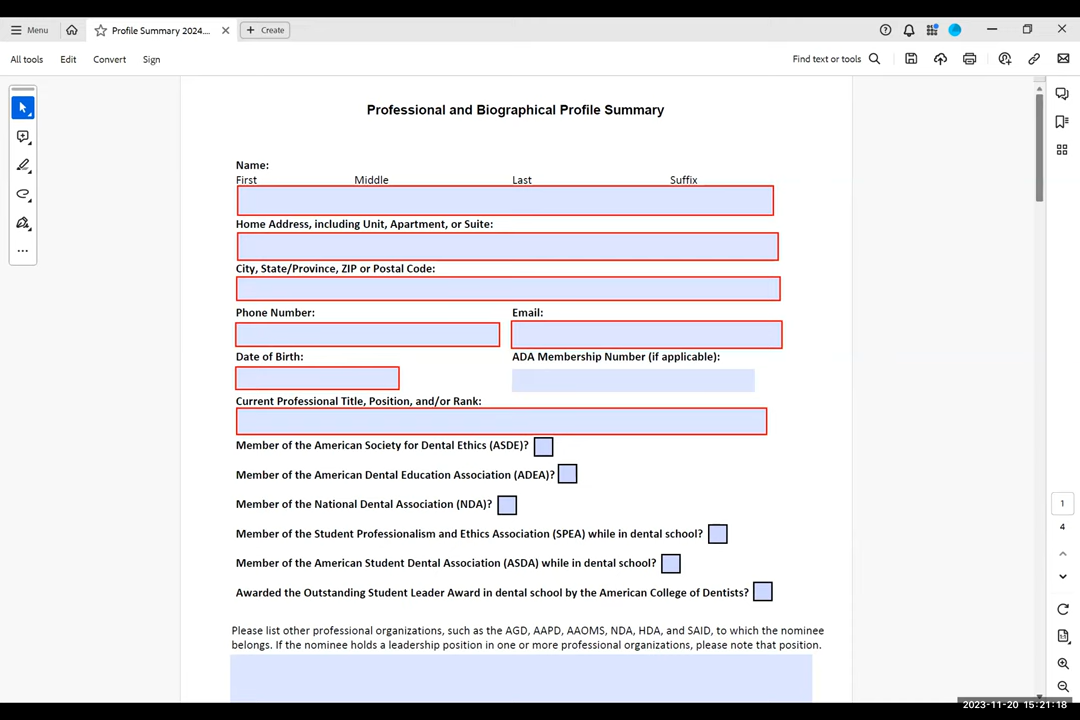 Menu
Profile Summary 2024....
Create
All tools Edit Convert Sign
Find text or tools
Professional and Biographical Profile Summary
Name:
First Middle Last Suffix
Home Address, including Unit, Apartment, or Suite:
City, State/Province, ZIP or Postal Code:
Phone Number: Email:
Date of Birth: ADA Membership Number (if applicable):
Current Professional Title, Position, and/or Rank:
Member of the American Society for Dental Ethics (ASDE)?
Member of the American Dental Education Association (ADEA)?
Member of the National Dental Association (NDA)?
Member of the Student Professionalism and Ethics Association (SPEA) while in dental school?
Member of the American Student Dental Association (ASDA) while in dental school?
Awarded the Outstanding Student Leader Award in dental school by the American College of Dentists?
Please list other professional organizations, such as the AGD, AAPD, AAOMS, NDA, HDA, and SAID, to which the nominee
belongs. If the nominee holds a leadership position in one or more professional organizations, please note that position.
1
4
2023-11-20 15:21:18